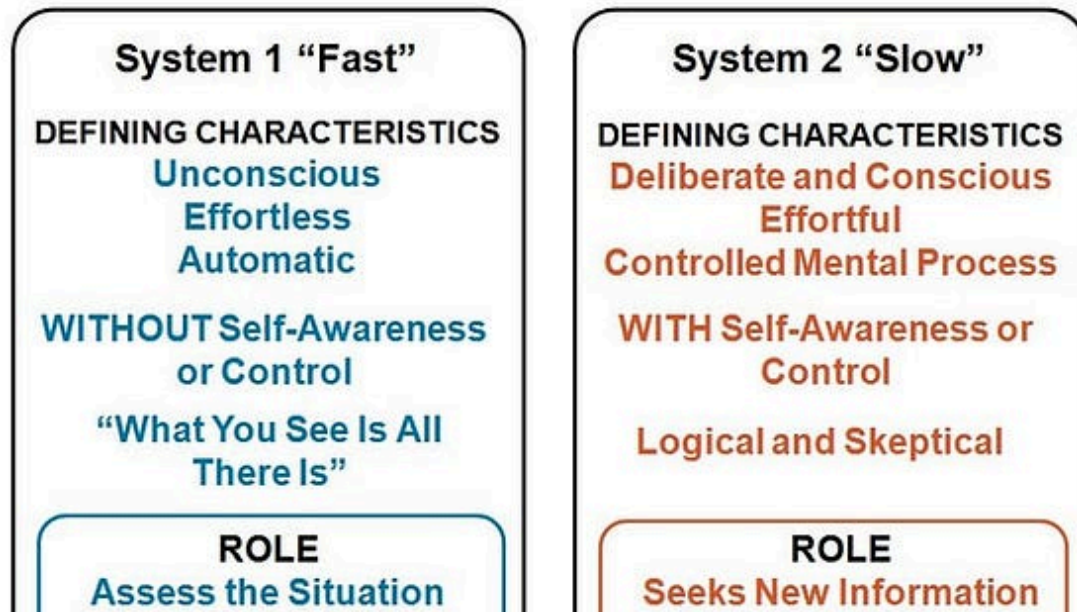 System 1 “Fast”
DEFINING CHARACTERISTICS
Unconscious
Effortless
Automatic
WITHOUT Self-Awareness
or Control
“What You See Is All
There Is”
ROLE
Assess the Situation
System 2 “Slow”
DEFINING CHARACTERISTICS
Deliberate and Conscious
Effortful
Controlled Mental Process
WITH Self-Awareness or
Control
Logical and Skeptical
ROLE
Seeks New Information